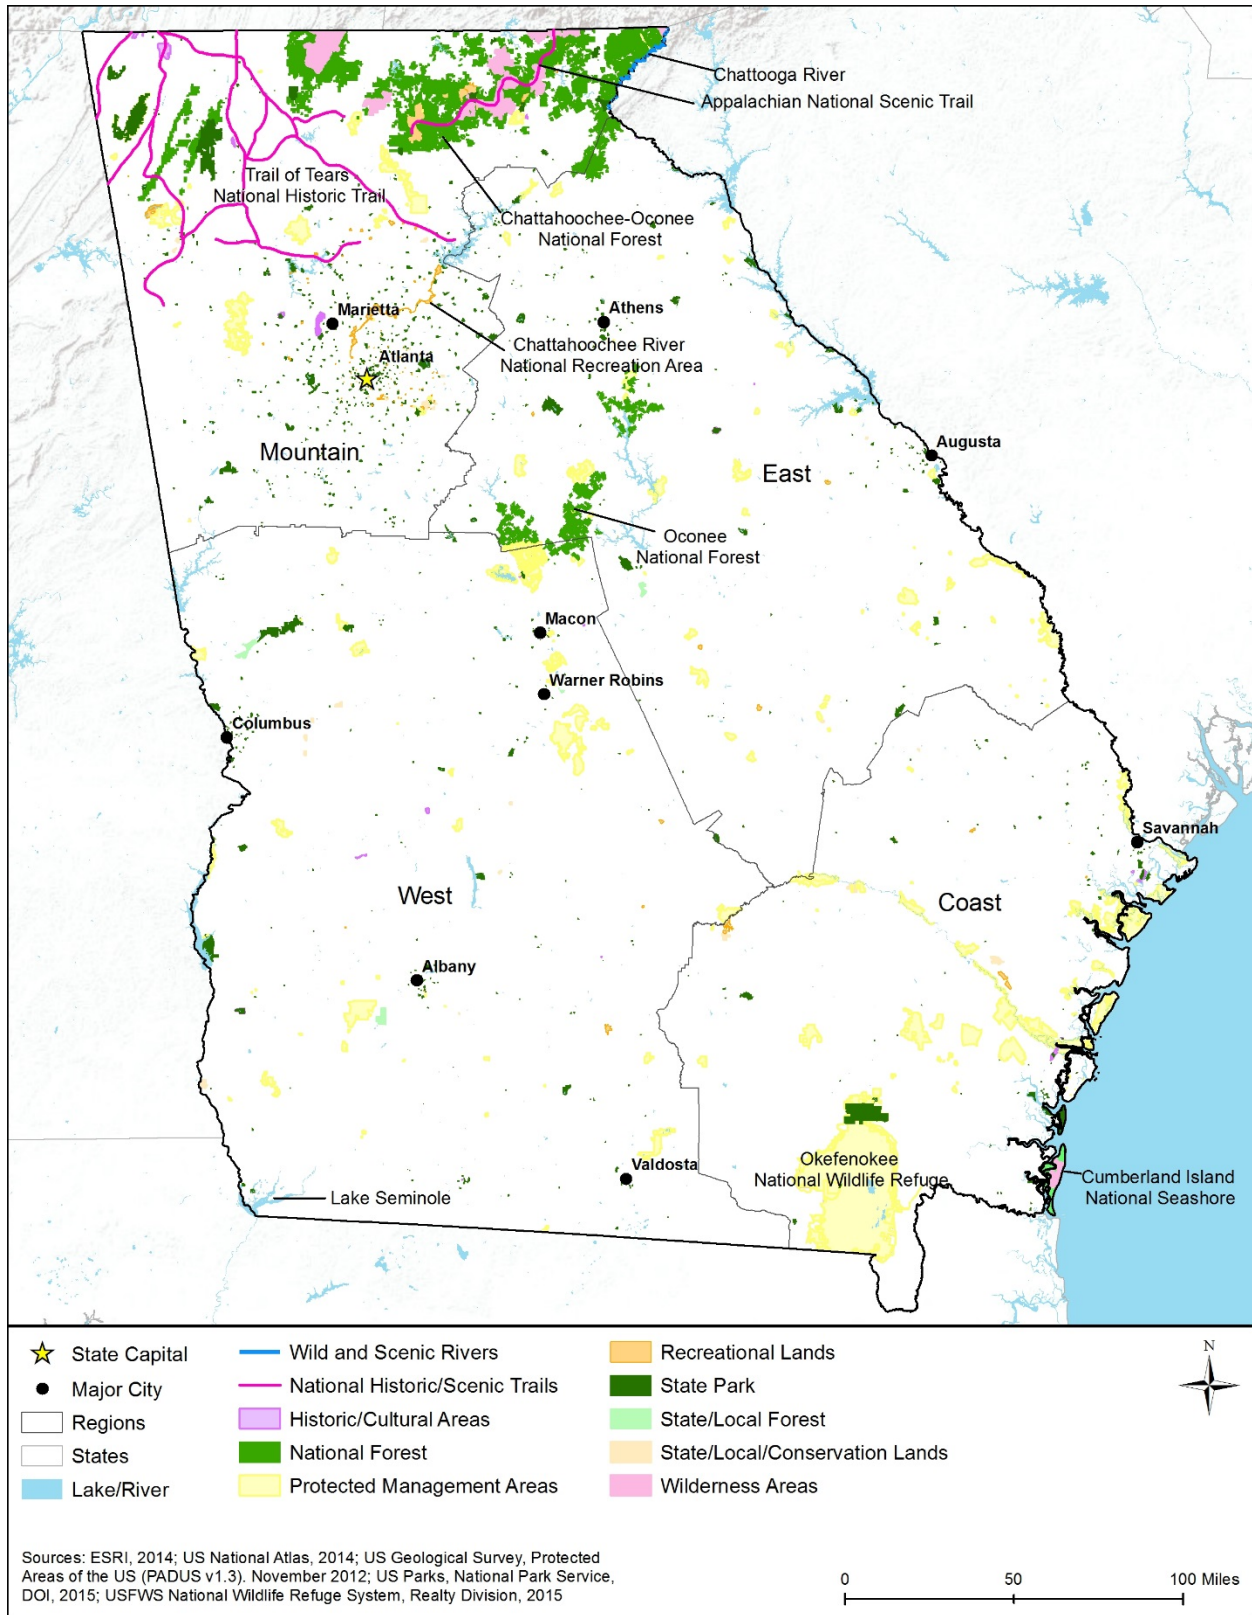 Chattooga River
Appalachian National Scenic Trail
Trail of Tears
National Historic Trail
Chattahoochee-Oconee
National Forest
Marietta
Athens
Chattahoochee River
National Recreation Area
Atlanta
Mountain
Augusta
East
Oconee
National Forest
Macon
Warner Robins
Columbus
Savannah
West
Coast
Albany
Okefenokee
National Wildlife Refuge
Valdosta
Cumberland Island
National Seashore
Lake Seminole
State Capital
Major City
Regions
States
Lake/River
Wild and Scenic Rivers
National Historic/Scenic Trails
Historic/Cultural Areas
National Forest
Protected Management Areas
Recreational Lands
State Park
State/Local Forest
State/Local/Conservation Lands
Wilderness Areas
N
Sources: ESRI, 2014; US National Atlas, 2014; US Geological Survey, Protected
Areas of the US (PADUS v1.3). November 2012; US Parks, National Park Service,
DOI, 2015; USFWS National Wildlife Refuge System, Realty Division, 2015
0 50 100 Miles